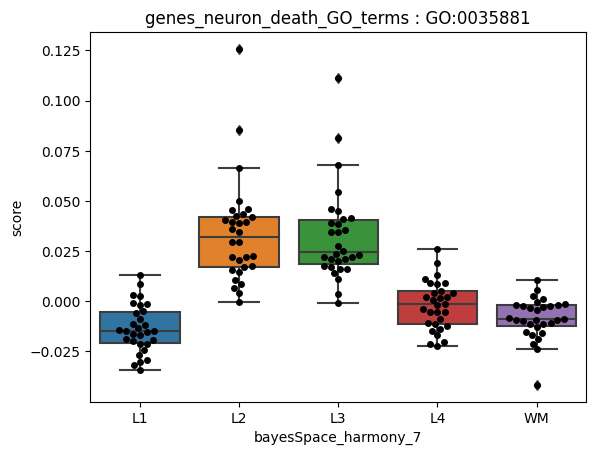 genes_neuron_death_GO_terms : GO:0035881
0.125
0.100
0.075
0.050
0.025
0.000
−0.025
score
L1 L2 L3 L4 WM
bayesSpace_harmony_7